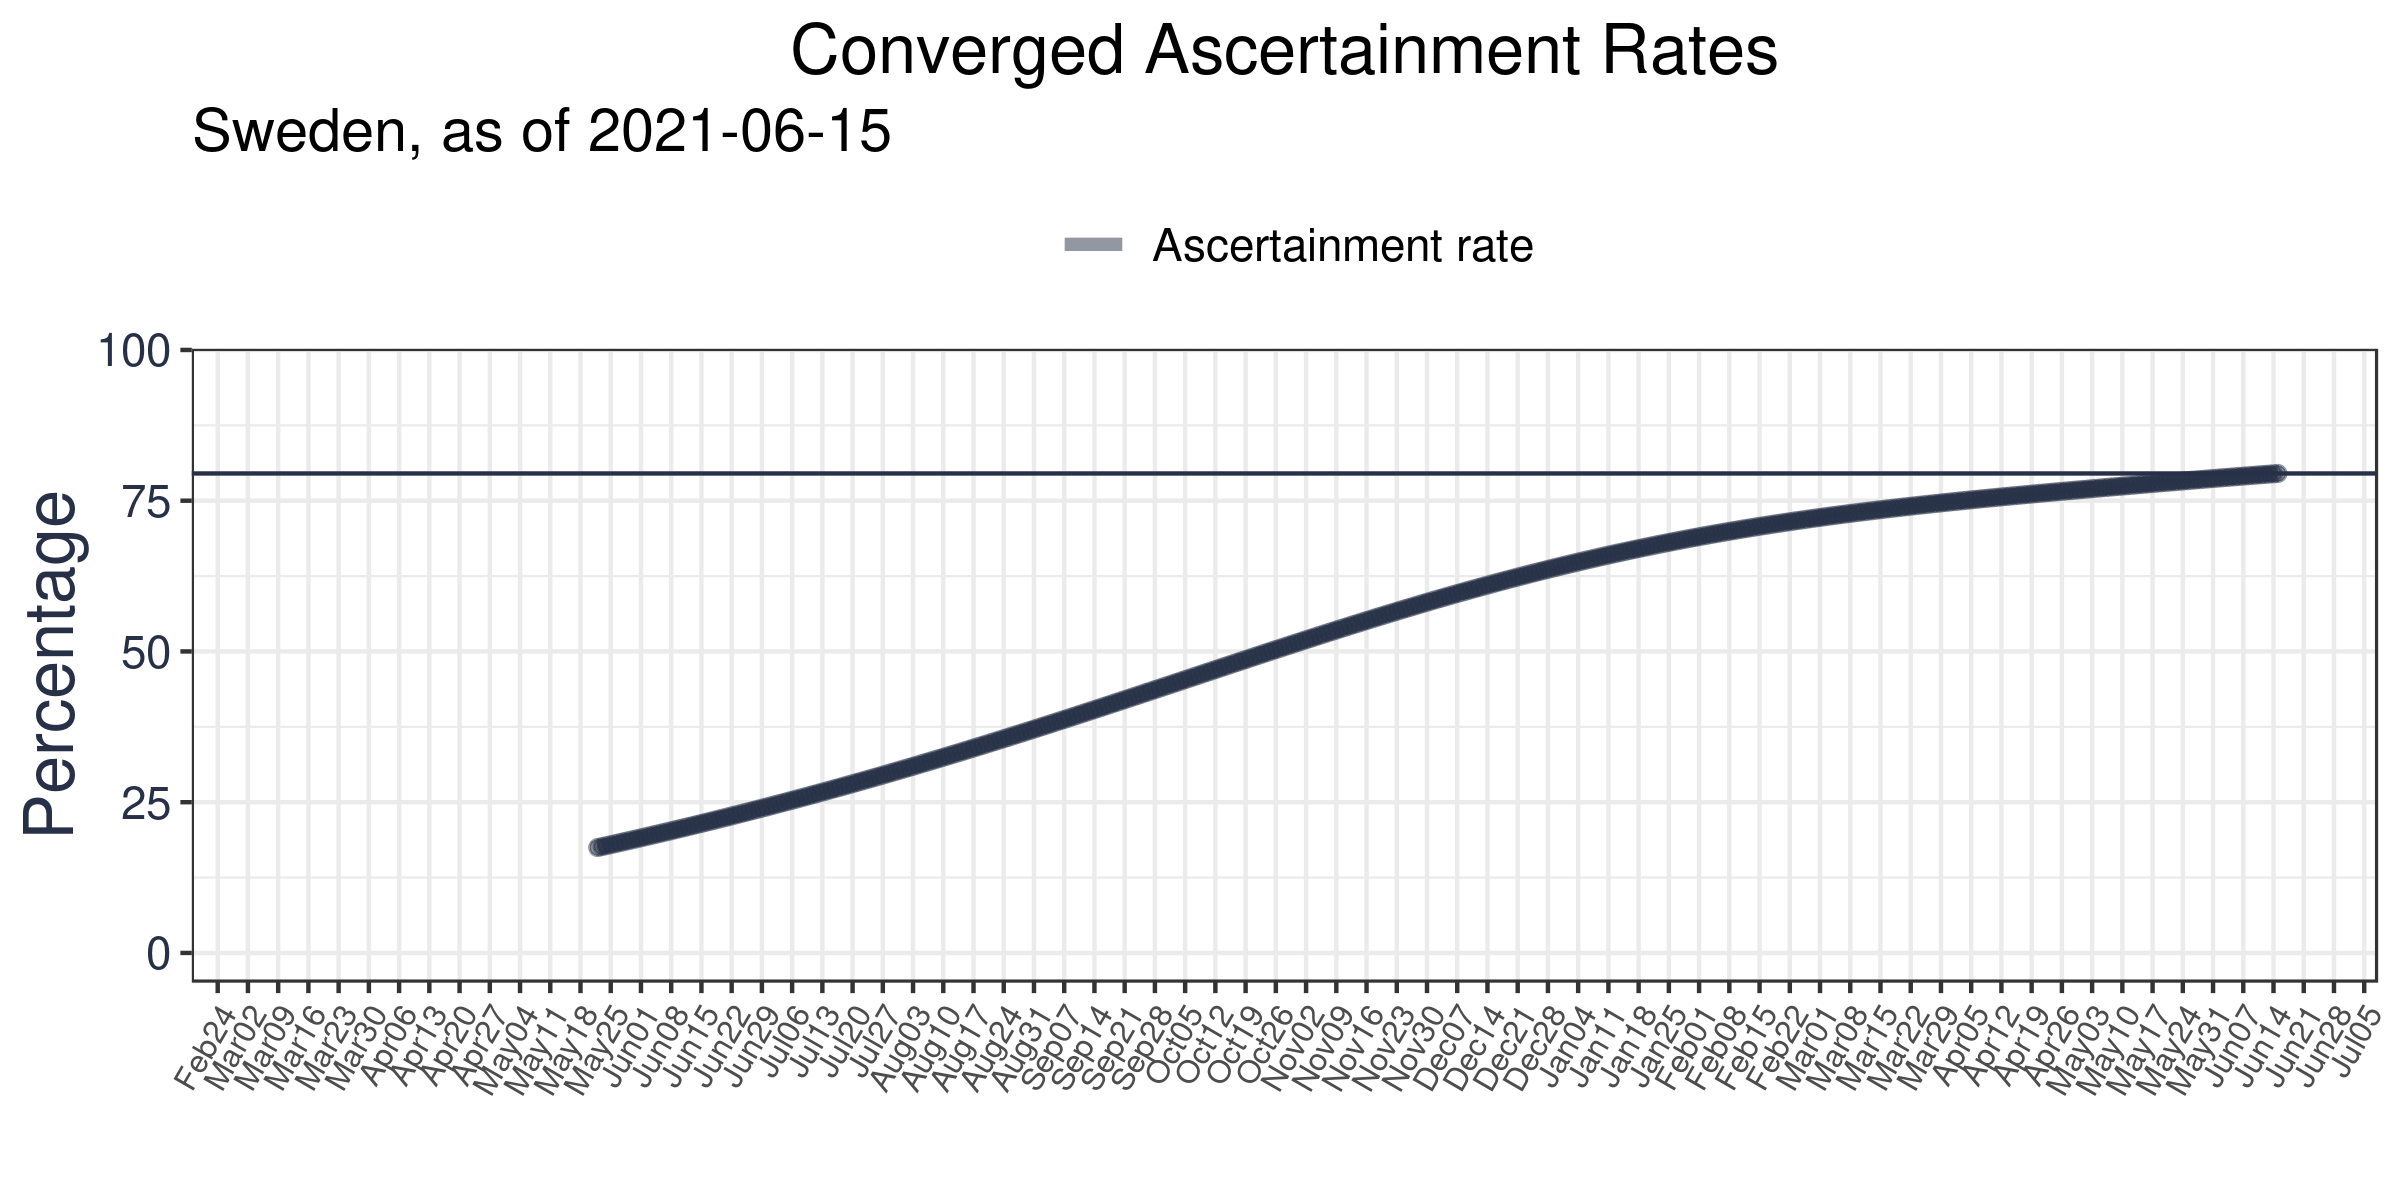 Converged Ascertainment Rates
Sweden, as of 2021-06-15
Ascertainment rate
Percentage
100
75
50
25
0
Feb24 Mar02 Mar09 Mar16 Mar23 Mar30 Apr06 Apr13 Apr20 Apr27 May04 May11 May18 May25 Jun01 Jun08 Jun15 Jun22 Jun29 Jul06 Jul13 Jul20 Jul27 Aug03 Aug10 Aug17 Aug24 Aug31 Sep07 Sep14 Sep21 Sep28 Oct05 Oct12 Oct19 Oct26 Nov02 Nov09 Nov16 Nov23 Nov30 Dec07 Dec14 Dec21 Dec28 Jan04 Jan11 Jan18 Jan25 Feb01 Feb08 Feb15 Feb22 Mar01 Mar08 Mar15 Mar22 Mar29 Apr05 Apr12 Apr19 Apr26 May03 May10 May17 May24 May31 Jun07 Jun14 Jun21 Jun28 Jul05